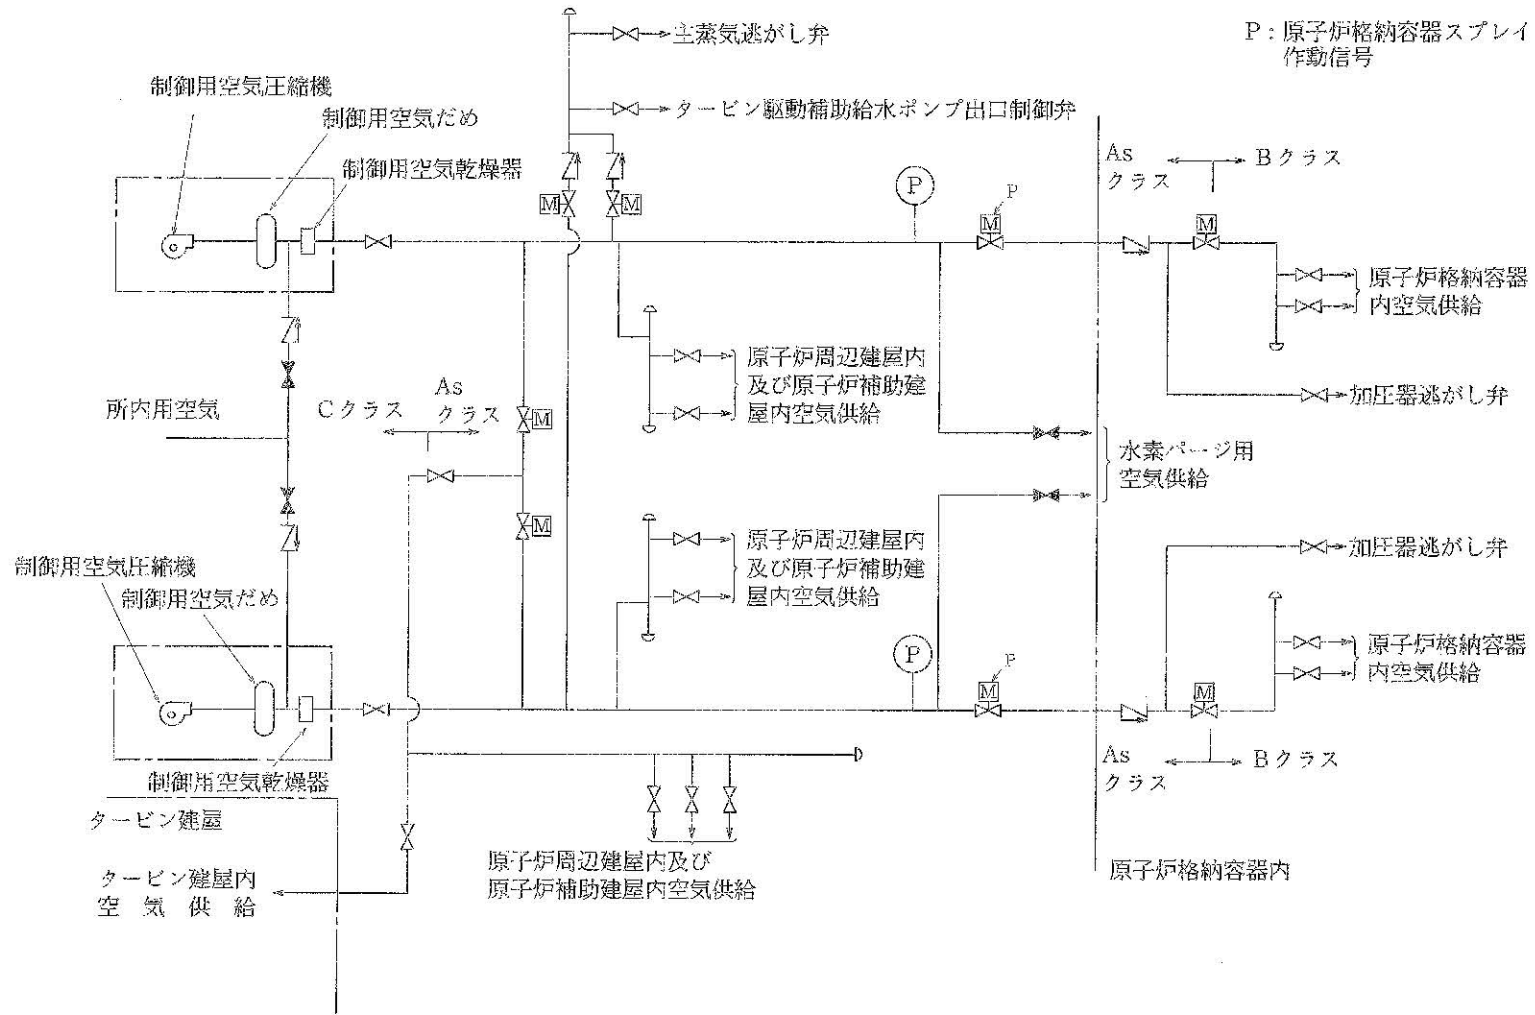 主蒸気逃がし弁
P：原子炉格納容器スプレイ
作動信号
制御用空気圧縮機
制御用空気だめ
タービン駆動補助給水ポンプ出口制御弁
制御用空気乾燥器
As
クラス
Bクラス
P
P
M
M
M
M
原子炉格納容器
内空気供給
原子炉周辺建屋内
及び原子炉補助建
屋内空気供給
加圧器逃がし弁
所内用空気
Cクラス
As
クラス
M
水素パージ用
空気供給
M
原子炉周辺建屋内
及び原子炉補助建
屋内空気供給
加圧器逃がし弁
制御用空気圧縮機
制御用空気だめ
P
P
M
M
原子炉格納容器
内空気供給
制御用空気乾燥器
As
クラス
Bクラス
タービン建屋
原子炉周辺建屋内及び
原子炉補助建屋内空気供給
原子炉格納容器内
タービン建屋内
空気供給